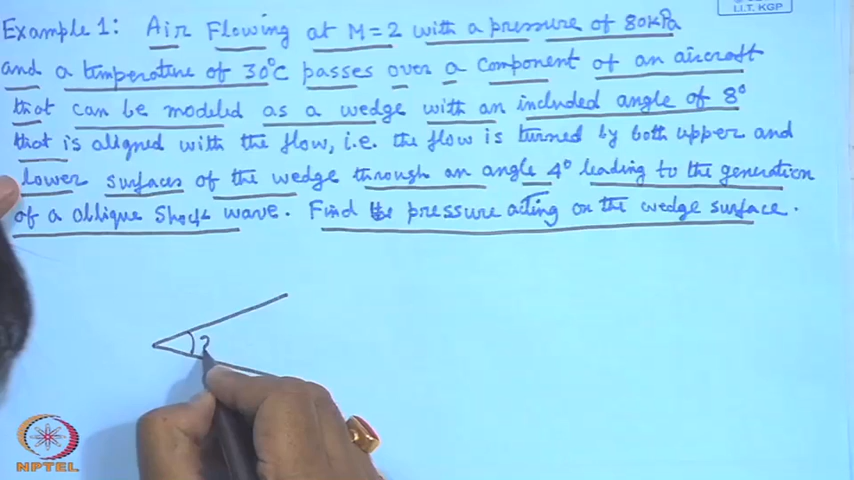 I.I.T. KGP
Example 1: Air Flowing at M=2 with a pressure of 80kPa
and a temperature of 30°C passes over a component of an aircraft
that can be modeled as a wedge with an included angle of 8°
that is aligned with the flow, i.e. the flow is turned by both upper and
lower surfaces of the wedge through an angle 4° leading to the generation
of a oblique shock wave. Find the pressure acting on the wedge surface.
NPTEL